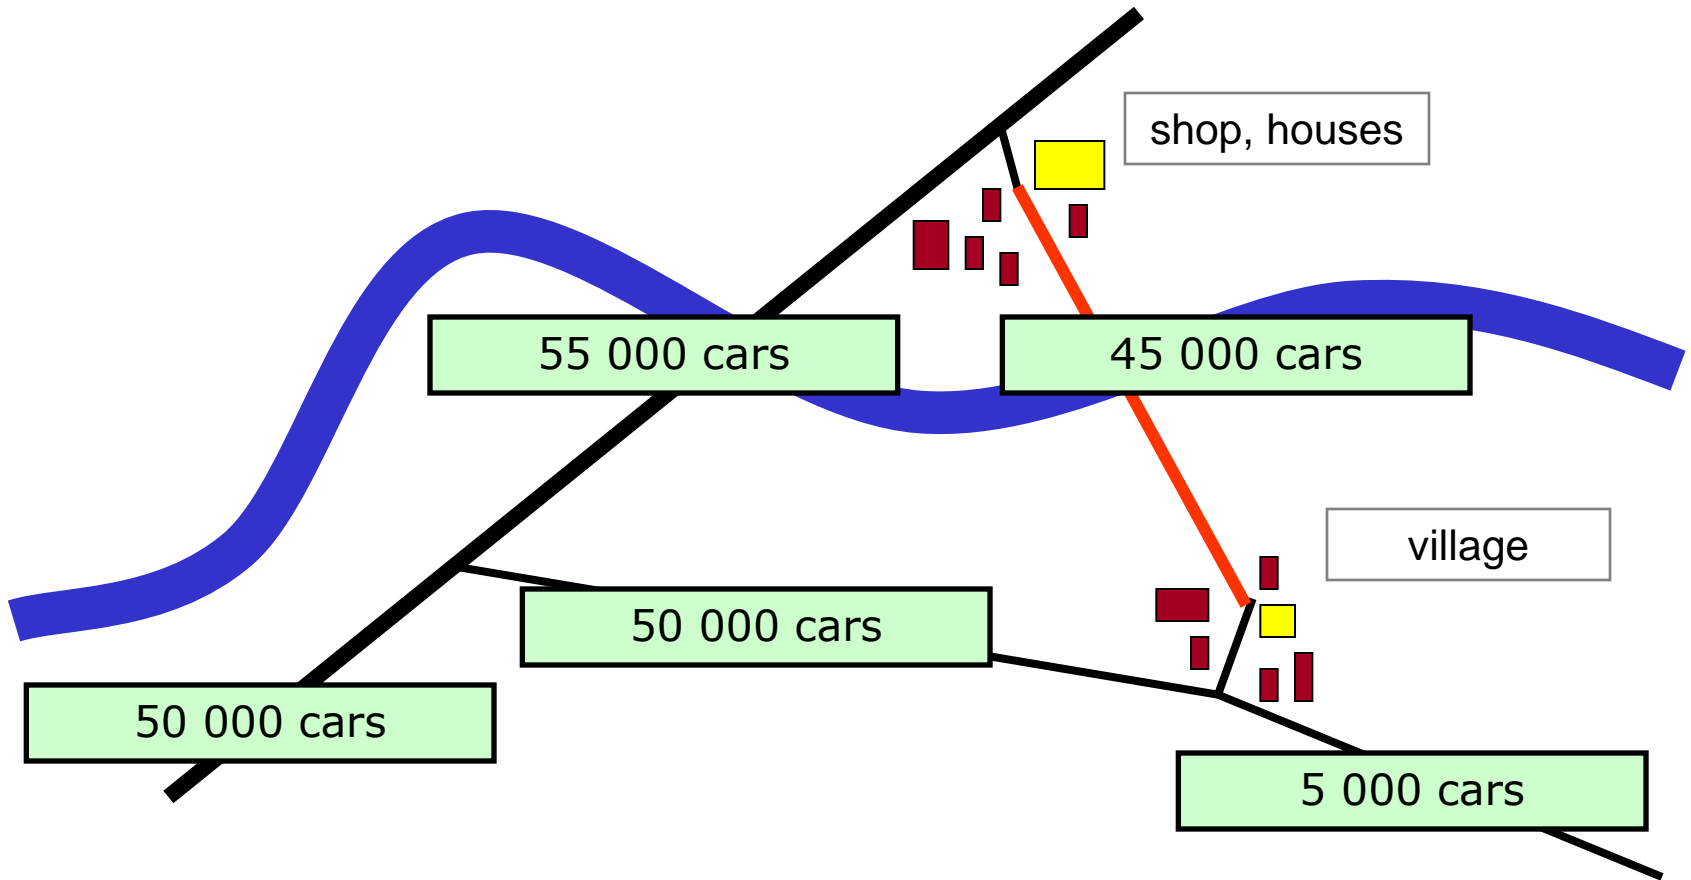 shop, houses
55 000 cars
45 000 cars
village
50 000 cars
50 000 cars
5 000 cars